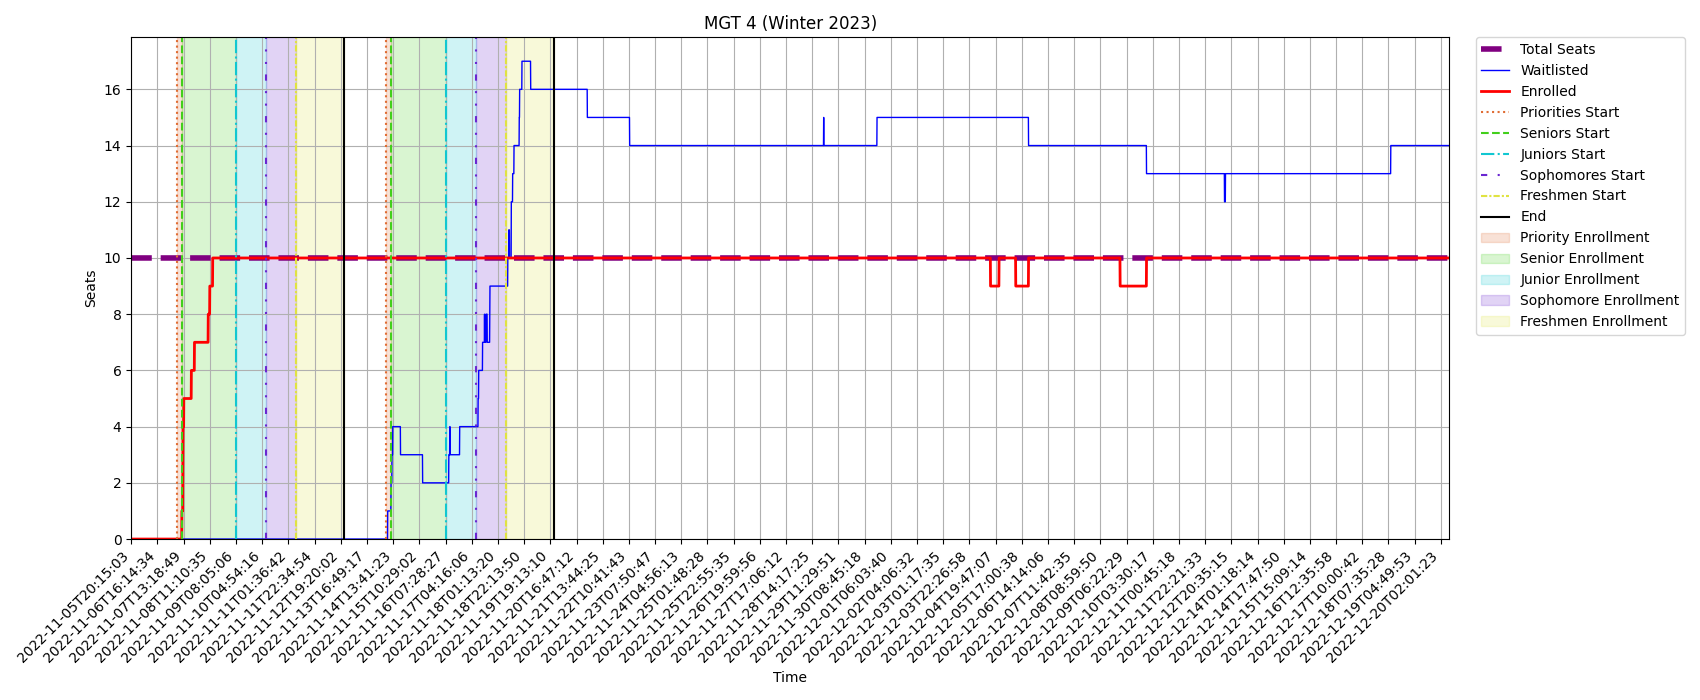 MGT 4 (Winter 2023)
Seats
16
14
12
10
8
6
4
2
0
2022-11-05T20:15:03
2022-11-06T16:14:34
2022-11-07T13:18:49
2022-11-08T11:10:35
2022-11-09T08:05:06
2022-11-10T04:54:16
2022-11-11T01:36:42
2022-11-11T22:34:54
2022-11-12T19:20:02
2022-11-13T16:49:17
2022-11-14T13:41:23
2022-11-15T10:29:02
2022-11-16T07:28:27
2022-11-17T04:16:06
2022-11-18T01:13:20
2022-11-18T22:13:50
2022-11-19T19:13:10
2022-11-20T16:47:12
2022-11-21T13:44:25
2022-11-22T10:41:43
2022-11-23T07:50:47
2022-11-24T04:56:13
2022-11-25T01:48:28
2022-11-25T22:55:35
2022-11-26T19:59:56
2022-11-27T17:06:12
2022-11-28T14:17:25
2022-11-29T11:29:51
2022-11-30T08:45:18
2022-12-01T06:03:40
2022-12-02T04:06:32
2022-12-03T01:17:35
2022-12-03T22:26:58
2022-12-04T19:47:07
2022-12-05T17:00:38
2022-12-06T14:14:06
2022-12-07T11:42:35
2022-12-08T08:59:50
2022-12-09T06:22:29
2022-12-10T03:30:17
2022-12-11T00:45:18
2022-12-11T22:21:33
2022-12-12T20:35:15
2022-12-14T01:18:14
2022-12-14T17:47:50
2022-12-15T15:09:14
2022-12-16T12:35:58
2022-12-17T10:00:42
2022-12-18T07:35:28
2022-12-19T04:49:53
2022-12-20T02:01:23
Time
Total Seats
Waitlisted
Enrolled
Priorities Start
Seniors Start
Juniors Start
Sophomores Start
Freshmen Start
End
Priority Enrollment
Senior Enrollment
Junior Enrollment
Sophomore Enrollment
Freshmen Enrollment